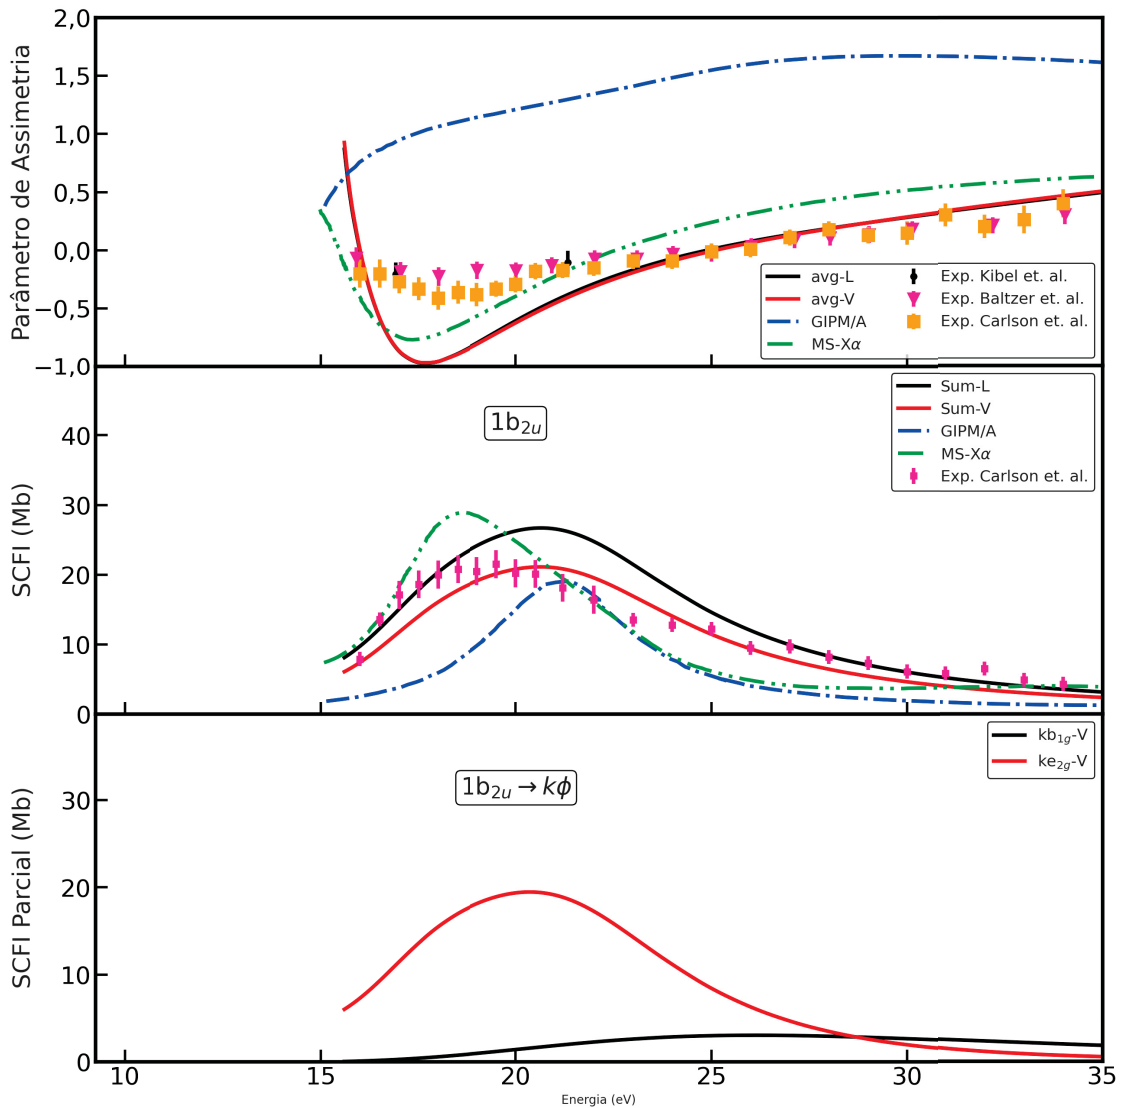 Parâmetro de Assimetria
2,0
1,5
1,0
0,5
0,0
−0,5
−1,0
avg-L
avg-V
GIPM/A
MS-Xα
Exp. Kibel et. al.
Exp. Baltzer et. al.
Exp. Carlson et. al.
SCFI (Mb)
40
30
20
10
0
1b2u
Sum-L
Sum-V
GIPM/A
MS-Xα
Exp. Carlson et. al.
SCFI Parcial (Mb)
30
20
10
0
1b2u → kϕ
kb1g-V
ke2g-V
10 15 20 25 30 35
Energia (eV)